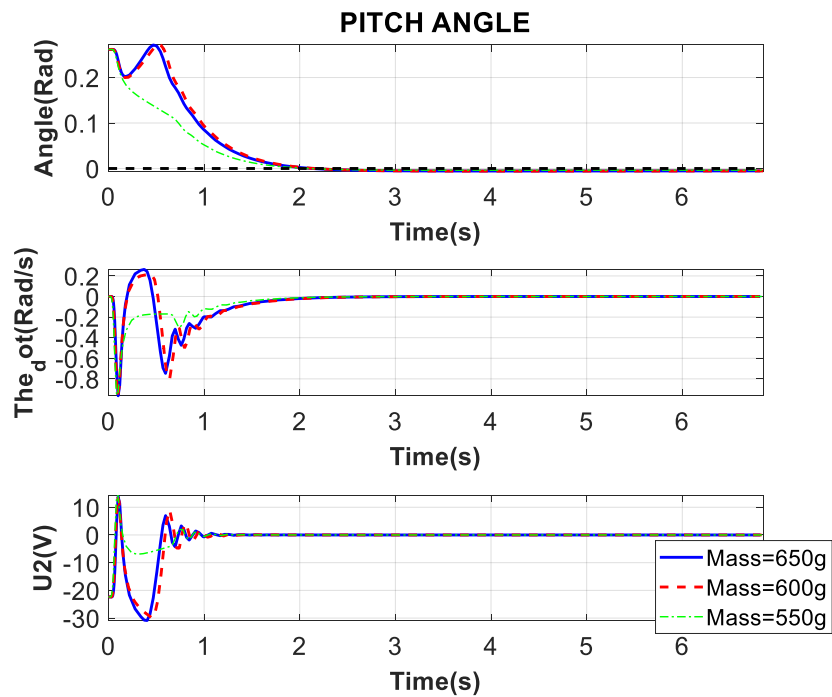 PITCH ANGLE
Angle(Rad)
0.2
0.1
0
0 1 2 3 4 5 6
Time(s)
The_dot(Rad/s)
0.2
0
-0.2
-0.4
-0.6
-0.8
0 1 2 3 4 5 6
Time(s)
U2(V)
10
0
-10
-20
-30
0 1 2 3 4 5 6
Time(s)
Mass=650g
Mass=600g
Mass=550g